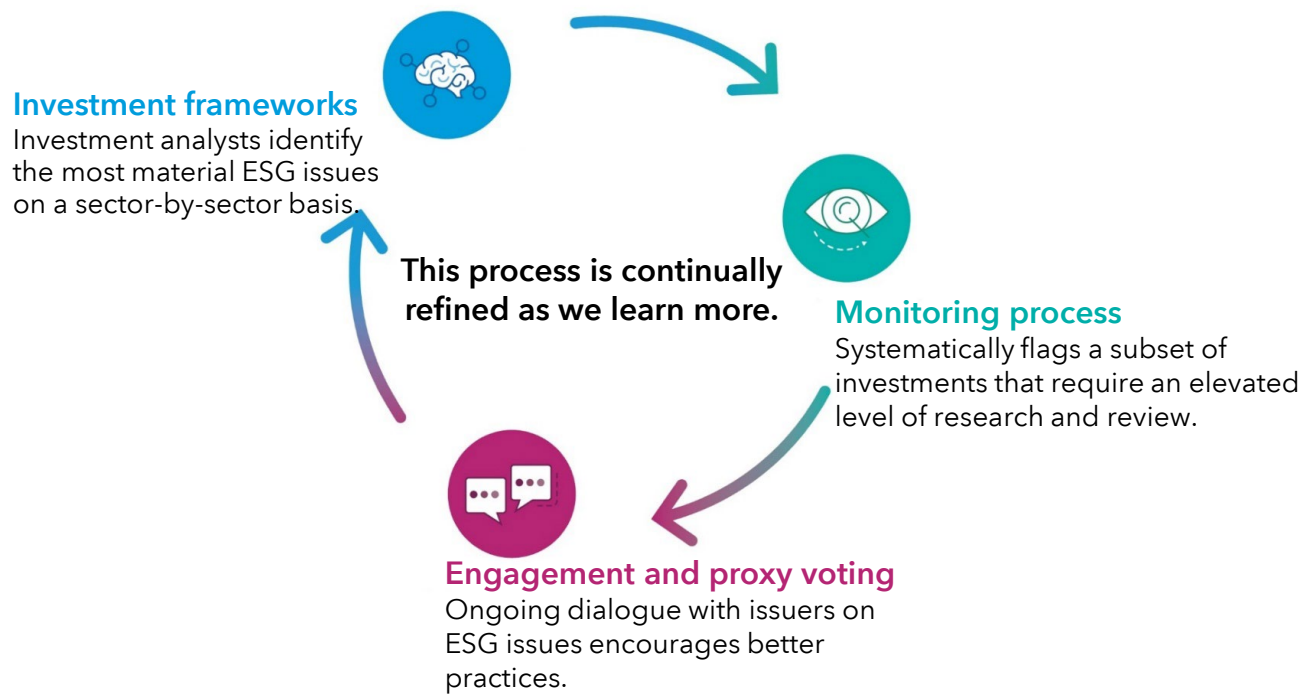 Investment frameworks
Investment analysts identify
the most material ESG issues
on a sector-by-sector basis.
This process is continually
refined as we learn more.
Monitoring process
Systematically flags a subset of
investments that require an elevated
level of research and review.
Engagement and proxy voting
Ongoing dialogue with issuers on
ESG issues encourages better
practices.